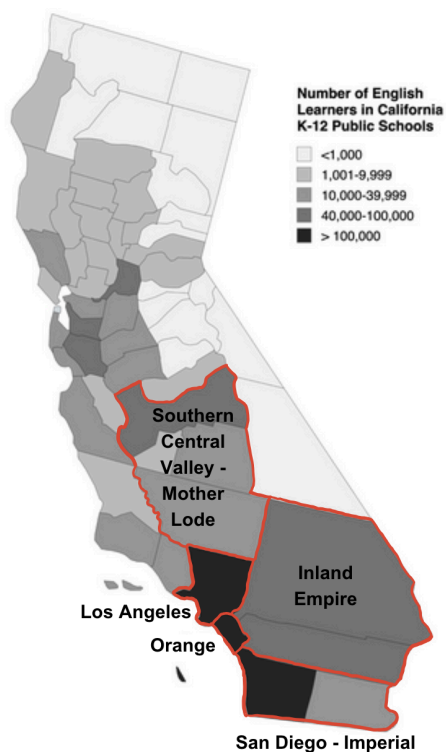 Number of English
Learners in California
K-12 Public Schools
<1,000
1,001-9,999
10,000-39,999
40,000-100,000
> 100,000
Southern
Central
Valley -
Mother
Lode
Inland
Empire
Los Angeles
Orange
San Diego - Imperial